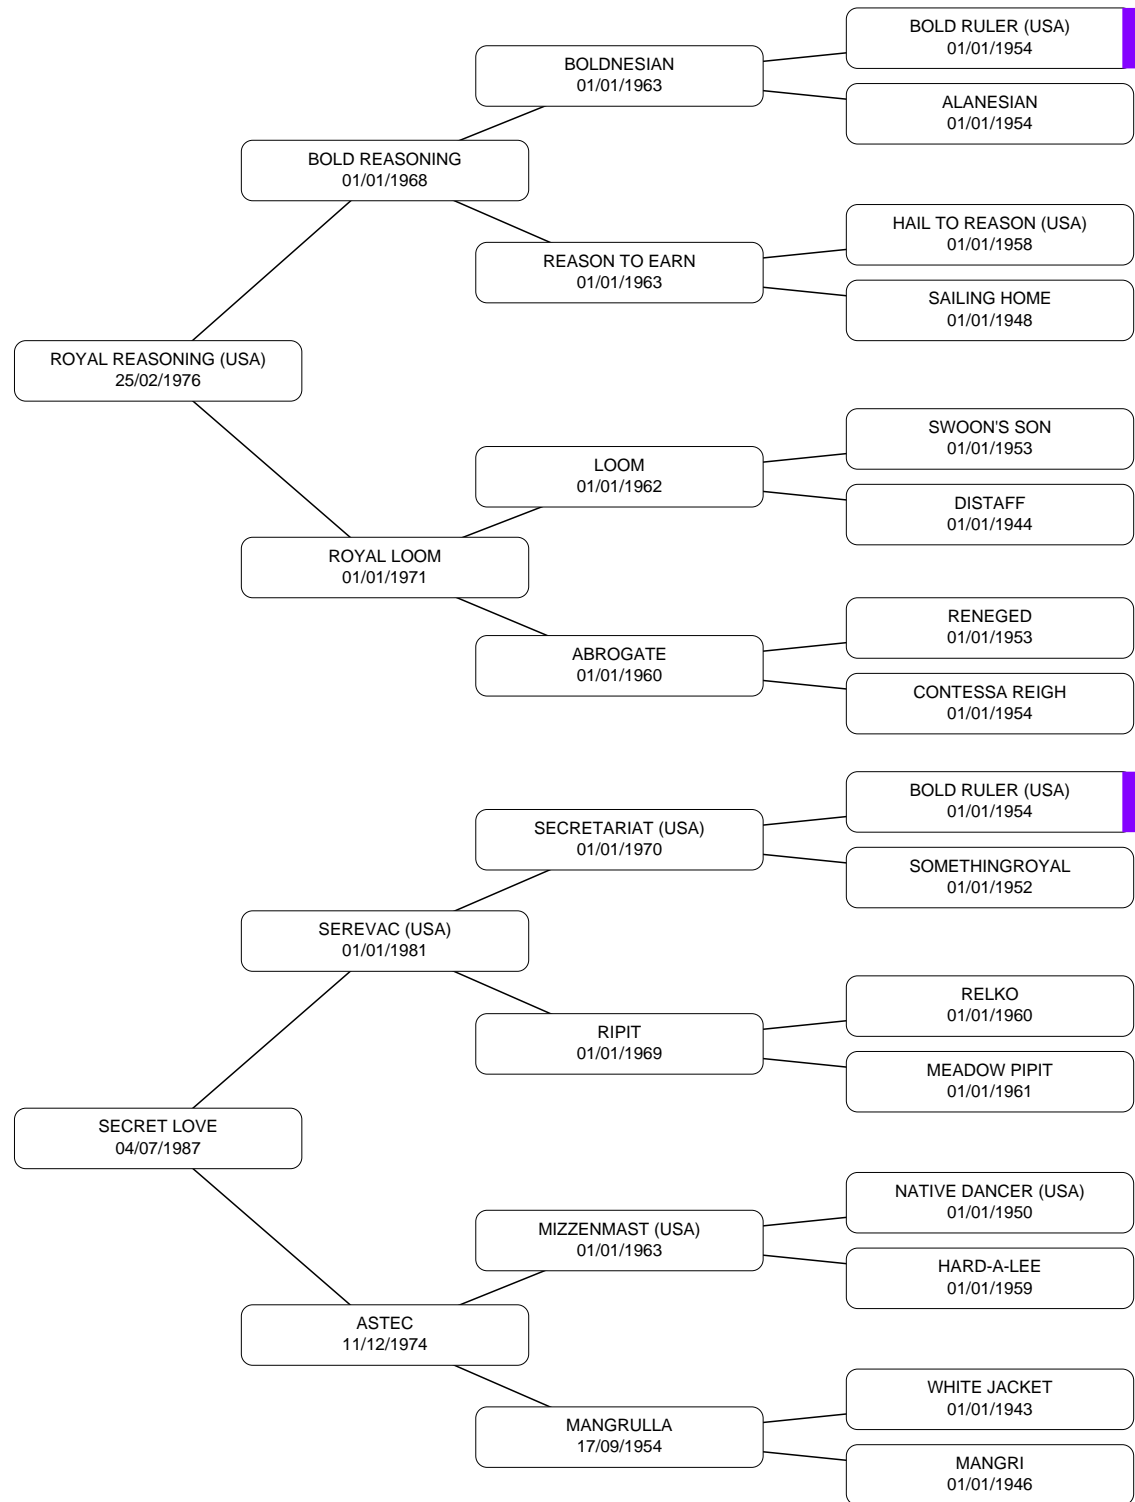 BOLD RULER (USA)
01/01/1954
BOLDNESIAN
01/01/1963
ALANESIAN
01/01/1954
BOLD REASONING
01/01/1968
HAIL TO REASON (USA)
01/01/1958
REASON TO EARN
01/01/1963
SAILING HOME
01/01/1948
ROYAL REASONING (USA)
25/02/1976
SWOON'S SON
01/01/1953
LOOM
01/01/1962
DISTAFF
01/01/1944
ROYAL LOOM
01/01/1971
RENEGED
01/01/1953
ABROGATE
01/01/1960
CONTESSA REIGH
01/01/1954
BOLD RULER (USA)
01/01/1954
SECRETARIAT (USA)
01/01/1970
SOMETHINGROYAL
01/01/1952
SEREVAC (USA)
01/01/1981
RELKO
01/01/1960
RIPIT
01/01/1969
MEADOW PIPIT
01/01/1961
SECRET LOVE
04/07/1987
NATIVE DANCER (USA)
01/01/1950
MIZZENMAST (USA)
01/01/1963
HARD-A-LEE
01/01/1959
ASTEC
11/12/1974
WHITE JACKET
01/01/1943
MANGRULLA
17/09/1954
MANGRI
01/01/1946